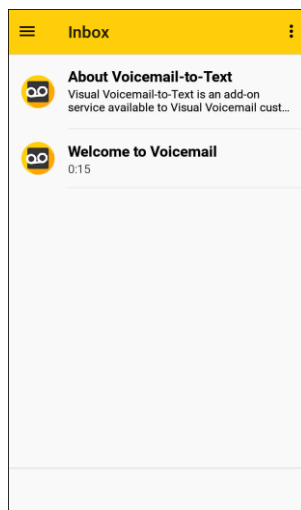 Inbox
About Voicemail-to-Text
Visual Voicemail-to-Text is an add-on
service available to Visual Voicemail cust...
Welcome to Voicemail
0:15